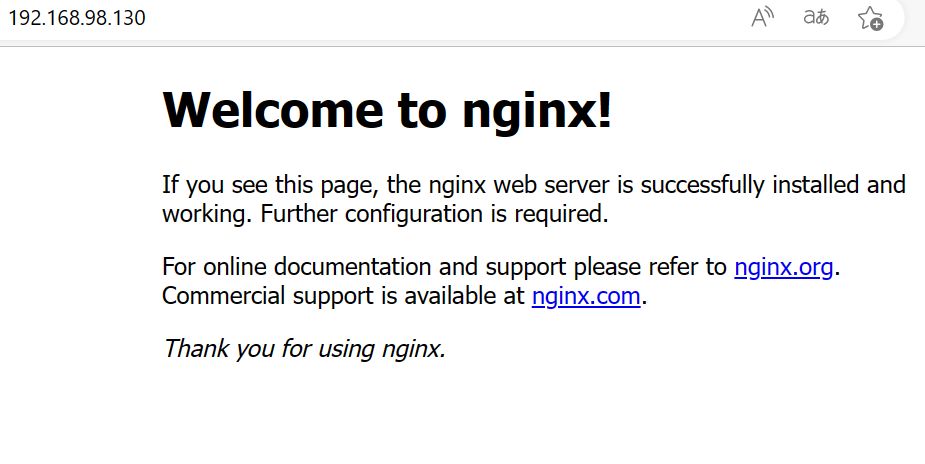 192.168.98.130
A
aあ
Welcome to nginx!
If you see this page, the nginx web server is successfully installed and
working. Further configuration is required.
For online documentation and support please refer to nginx.org.
Commercial support is available at nginx.com.
Thank you for using nginx.